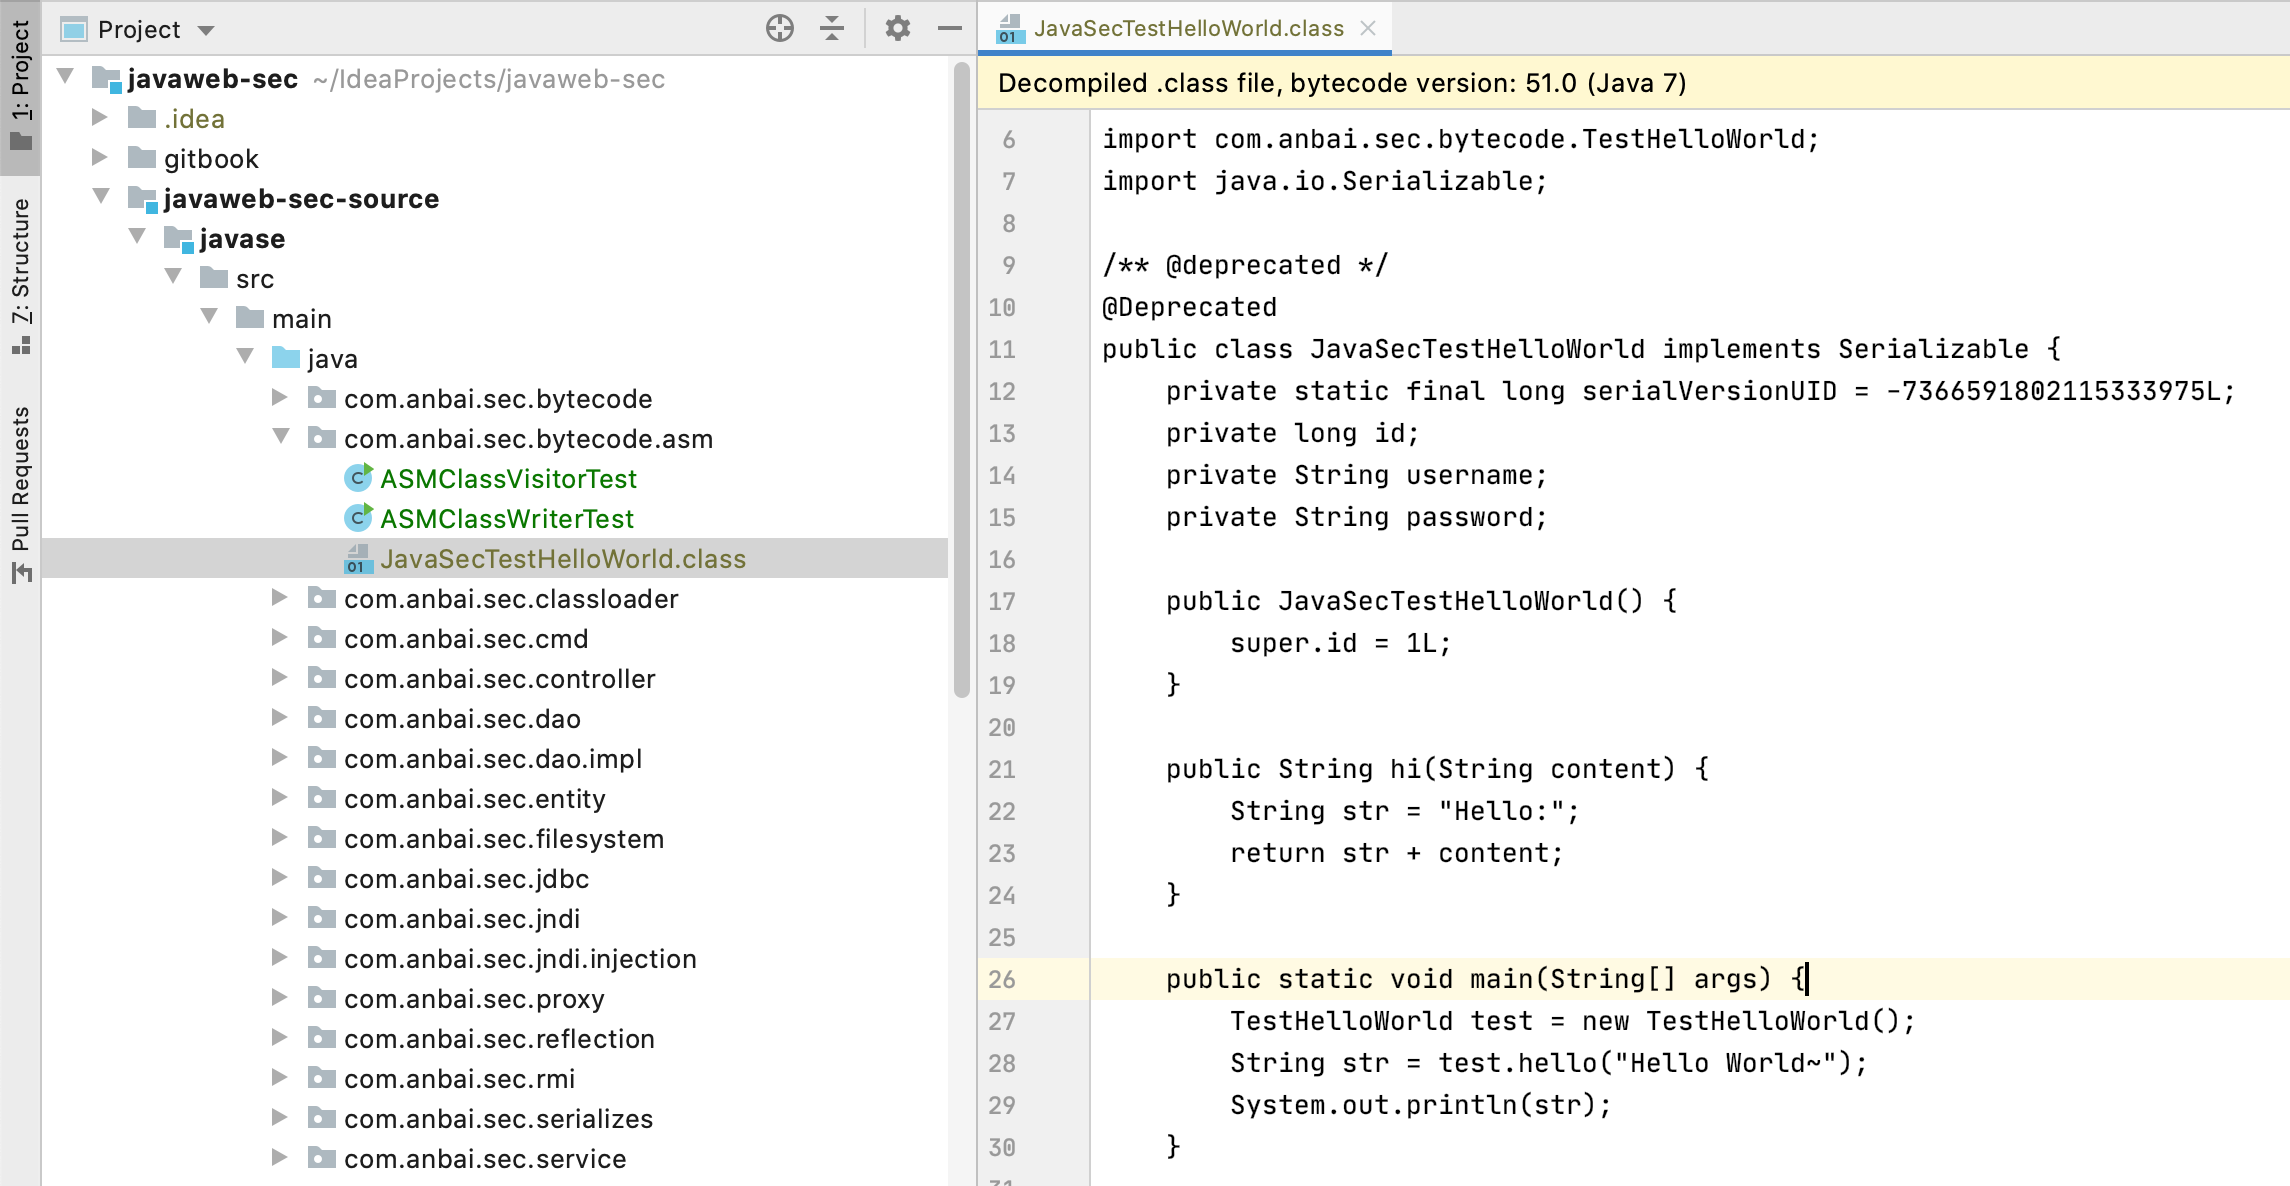 1: Project
Z: Structure
Pull Requests
Project
javaweb-sec ~/IdeaProjects/javaweb-sec
.idea
gitbook
javaweb-sec-source
javase
src
main
java
com.anbai.sec.bytecode
com.anbai.sec.bytecode.asm
C ASMClassVisitorTest
C ASMClassWriterTest
01 JavaSecTestHelloWorld.class
com.anbai.sec.classloader
com.anbai.sec.cmd
com.anbai.sec.controller
com.anbai.sec.dao
com.anbai.sec.dao.impl
com.anbai.sec.entity
com.anbai.sec.filesystem
com.anbai.sec.jdbc
com.anbai.sec.jndi
com.anbai.sec.jndi.injection
com.anbai.sec.proxy
com.anbai.sec.reflection
com.anbai.sec.rmi
com.anbai.sec.serializes
com.anbai.sec.service
01 JavaSecTestHelloWorld.class
Decompiled .class file, bytecode version: 51.0 (Java 7)
6 import com.anbai.sec.bytecode.TestHelloWorld;
7 import java.io.Serializable;
8
9 /** @deprecated */
10 @Deprecated
11 public class JavaSecTestHelloWorld implements Serializable {
12     private static final long serialVersionUID = -7366591802115333975L;
13     private long id;
14     private String username;
15     private String password;
16
17     public JavaSecTestHelloWorld() {
18         super.id = 1L;
19     }
20
21     public String hi(String content) {
22         String str = "Hello:";
23         return str + content;
24     }
25
26     public static void main(String[] args) {
27         TestHelloWorld test = new TestHelloWorld();
28         String str = test.hello("Hello World~");
29         System.out.println(str);
30     }
31